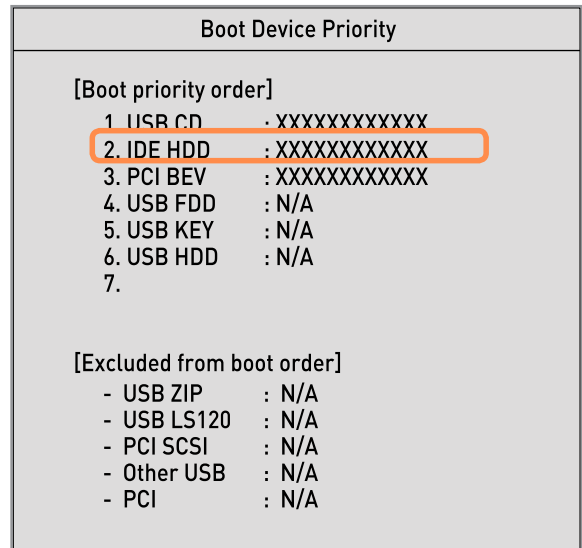 Boot Device Priority
[Boot priority order]
1. USB CD : XXXXXXXXXXXX
2. IDE HDD : XXXXXXXXXXXX
3. PCI BEV : XXXXXXXXXXXX
4. USB FDD : N/A
5. USB KEY : N/A
6. USB HDD : N/A
7.
[Excluded from boot order]
- USB ZIP : N/A
- USB LS120 : N/A
- PCI SCSI : N/A
- Other USB : N/A
- PCI : N/A